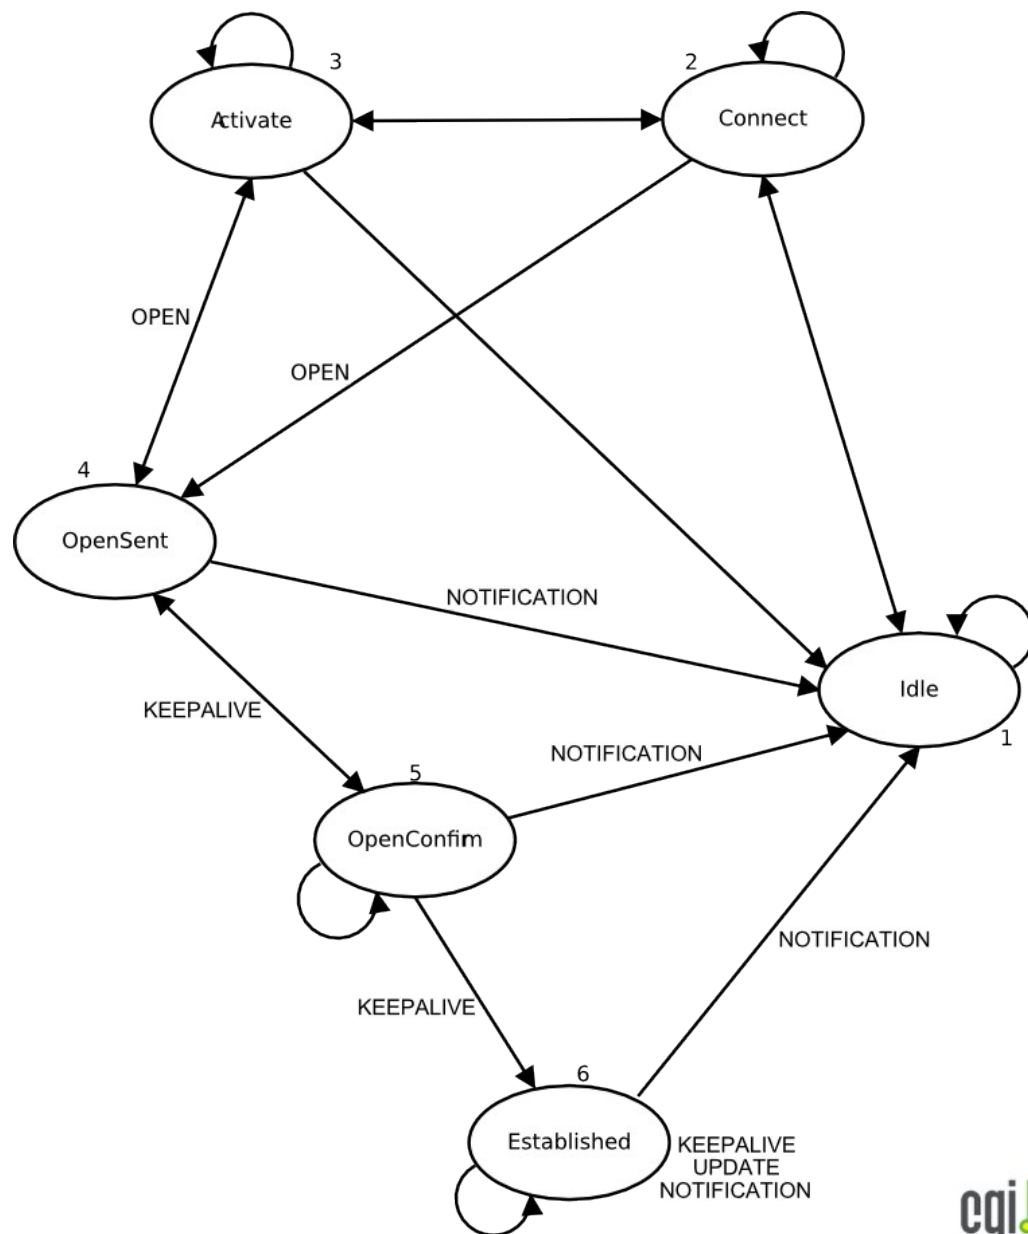 3
2
Activate
Connect
OPEN
OPEN
4
OpenSent
NOTIFICATION
Idle
KEEPALIVE
1
NOTIFICATION
5
OpenConfim
NOTIFICATION
KEEPALIVE
6
Established
KEEPALIVE
UPDATE
NOTIFICATION
cqi